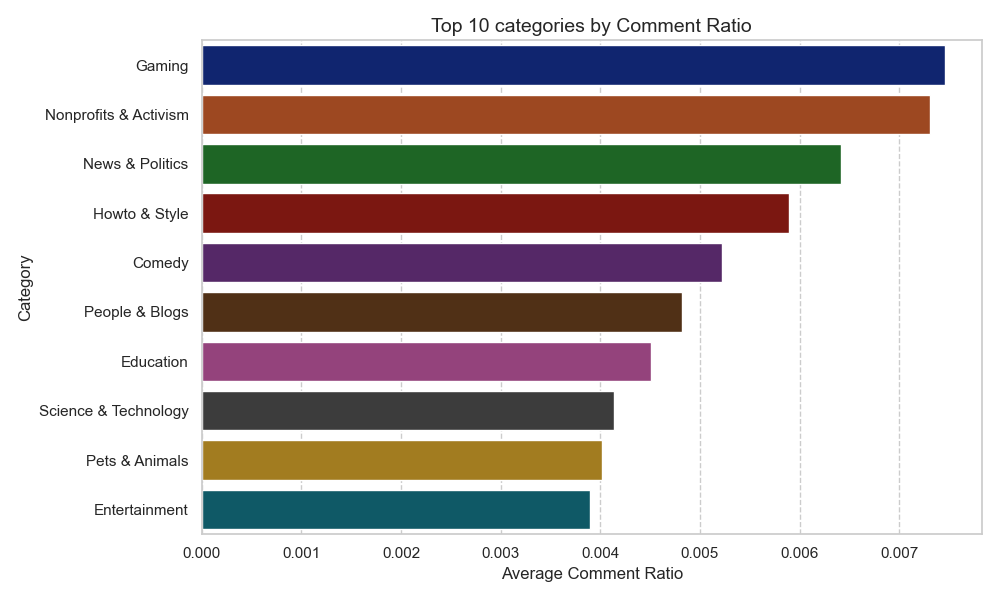 Top 10 categories by Comment Ratio
Gaming
Nonprofits & Activism
News & Politics
Howto & Style
Comedy
People & Blogs
Education
Science & Technology
Pets & Animals
Entertainment
Category
0.000 0.001 0.002 0.003 0.004 0.005 0.006 0.007
Average Comment Ratio